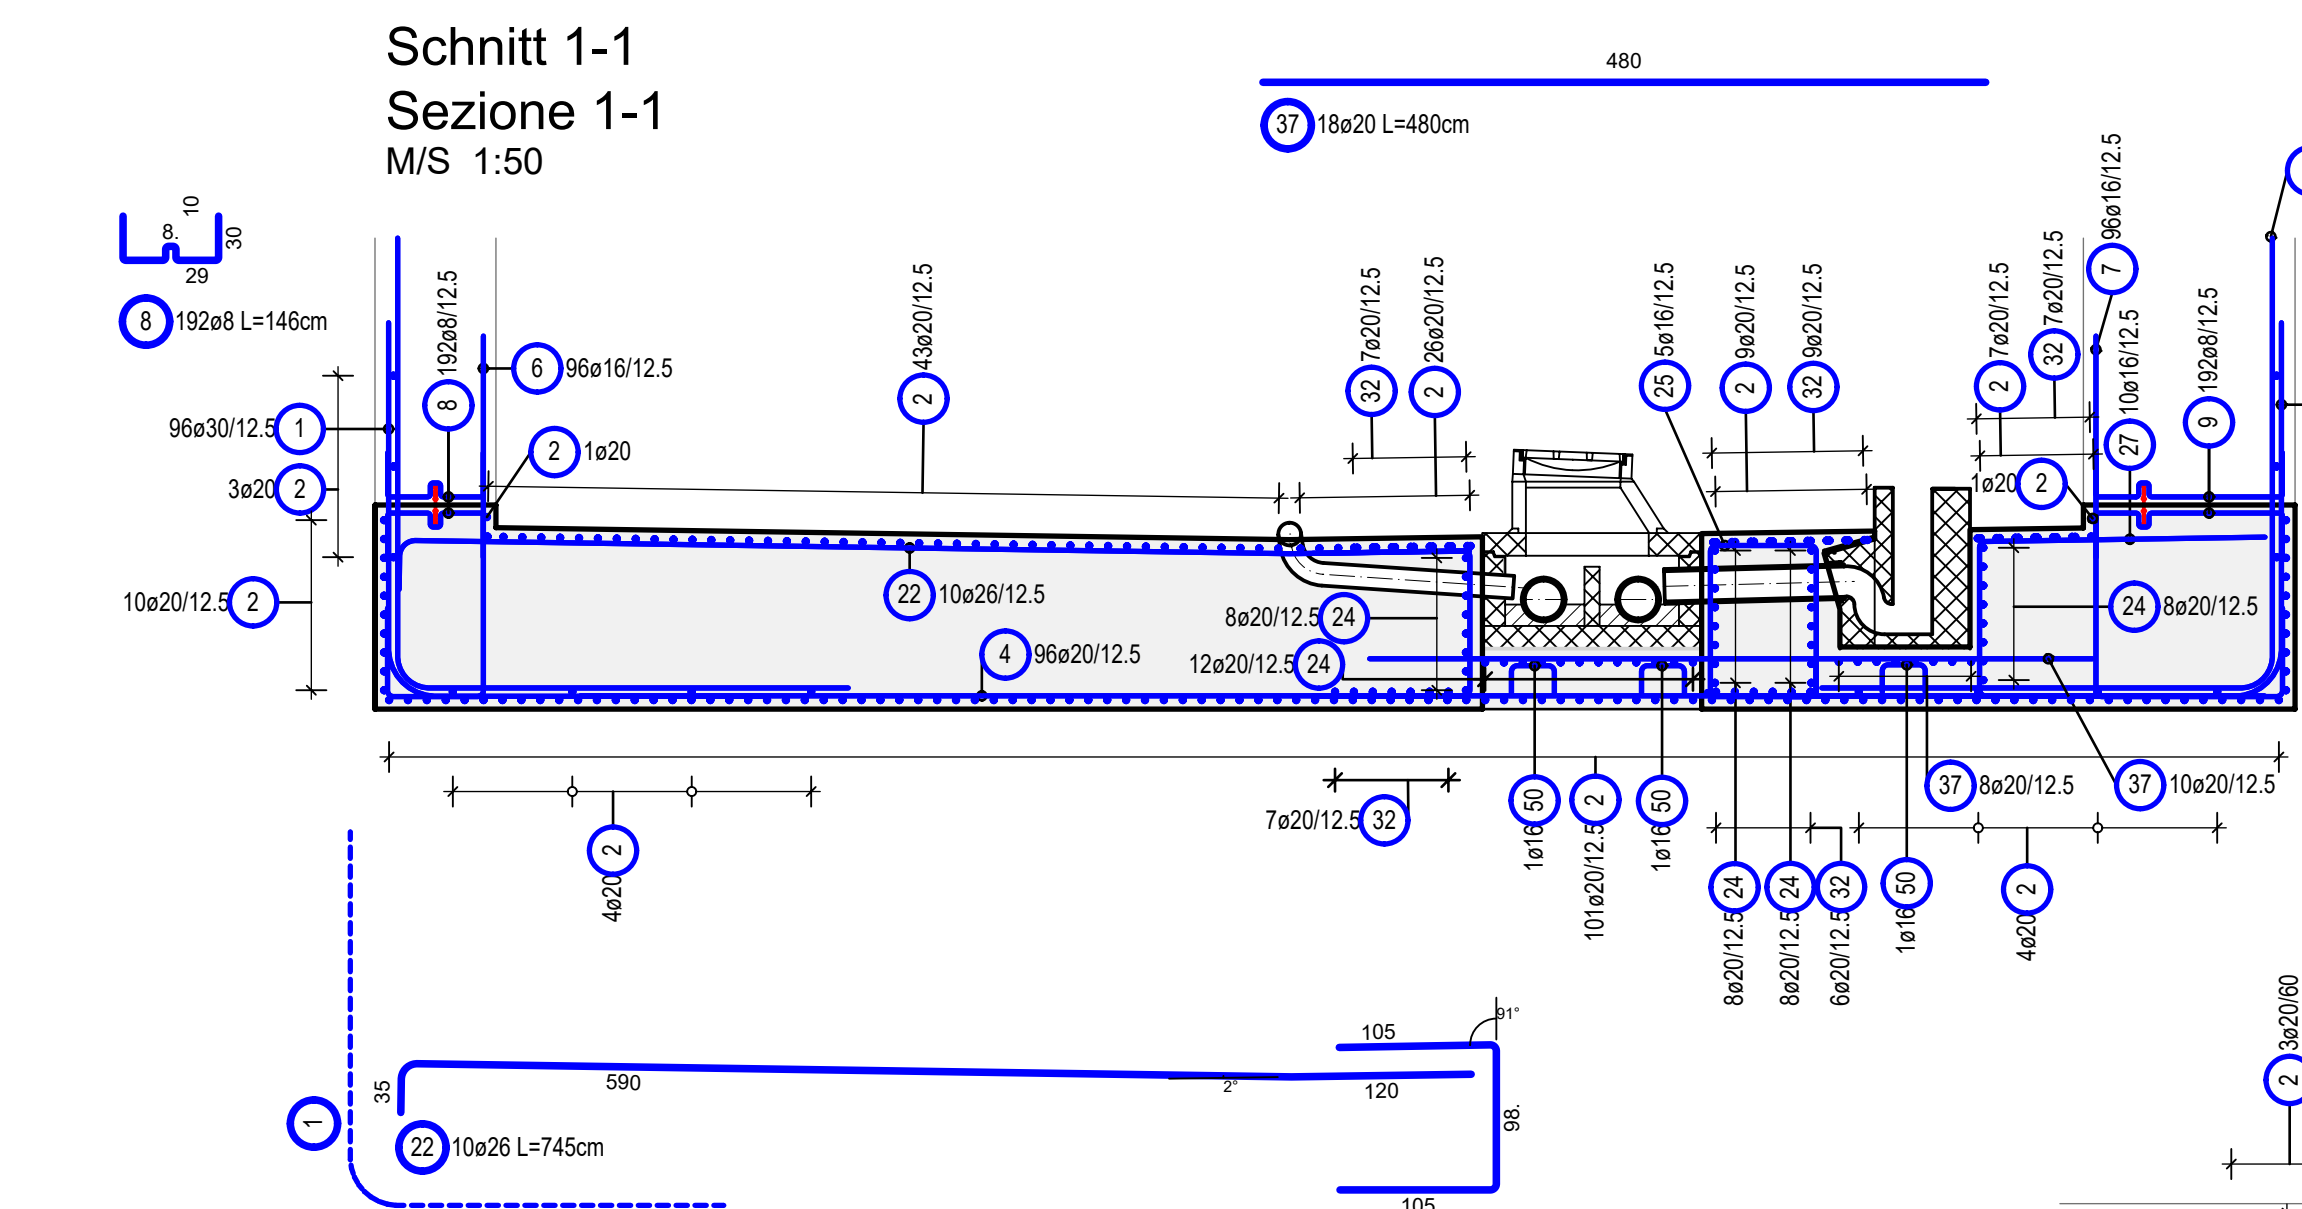 Schnitt 1-1
Sezione 1-1
M/S 1:50
480
37 18ø20 L=480cm
10
8.
30
29
8 192ø8 L=146cm
8 192ø8/12.5
6 96ø16/12.5
2 43ø20/12.5
32 7ø20/12.5
2 26ø20/12.5
25 5ø16/12.5
2 9ø20/12.5
32 9ø20/12.5
2 7ø20/12.5
32 7ø20/12.5
7 96ø16/12.5
27 10ø16/12.5
9 192ø8/12.5
96ø30/12.5 1
2 1ø20
3ø20 2
1ø20 2
10ø20/12.5 2
22 10ø26/12.5
8ø20/12.5 24
24 8ø20/12.5
4 96ø20/12.5
12ø20/12.5 24
37 8ø20/12.5
37 10ø20/12.5
7ø20/12.5 32
1ø16 50
101ø20/12.5 2
1ø16 50
4ø20 2
8ø20/12.5 24
8ø20/12.5 24
6ø20/12.5 32
1ø16 50
4ø20 2
2 3ø20/60
91°
105
35
590
2°
120
98.
1
22 10ø26 L=745cm
105